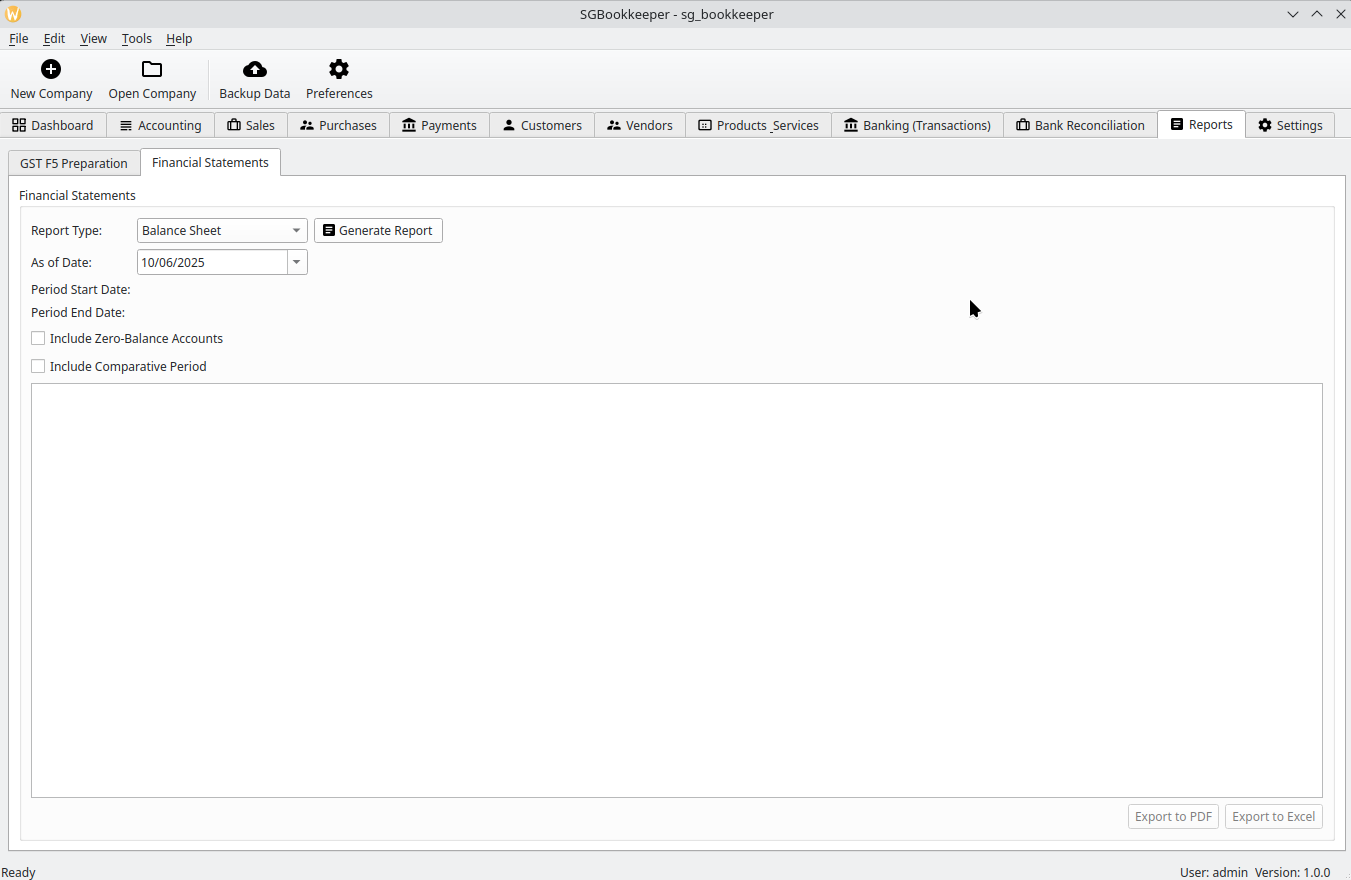 SGBookkeeper - sg_bookkeeper
File Edit View Tools Help
New Company Open Company Backup Data Preferences
Dashboard Accounting Sales Purchases Payments Customers Vendors Products _Services Banking (Transactions) Bank Reconciliation Reports Settings
GST F5 Preparation Financial Statements
Financial Statements
Report Type: Balance Sheet Generate Report
As of Date: 10/06/2025
Period Start Date:
Period End Date:
Include Zero-Balance Accounts
Include Comparative Period
Export to PDF Export to Excel
Ready User: admin Version: 1.0.0